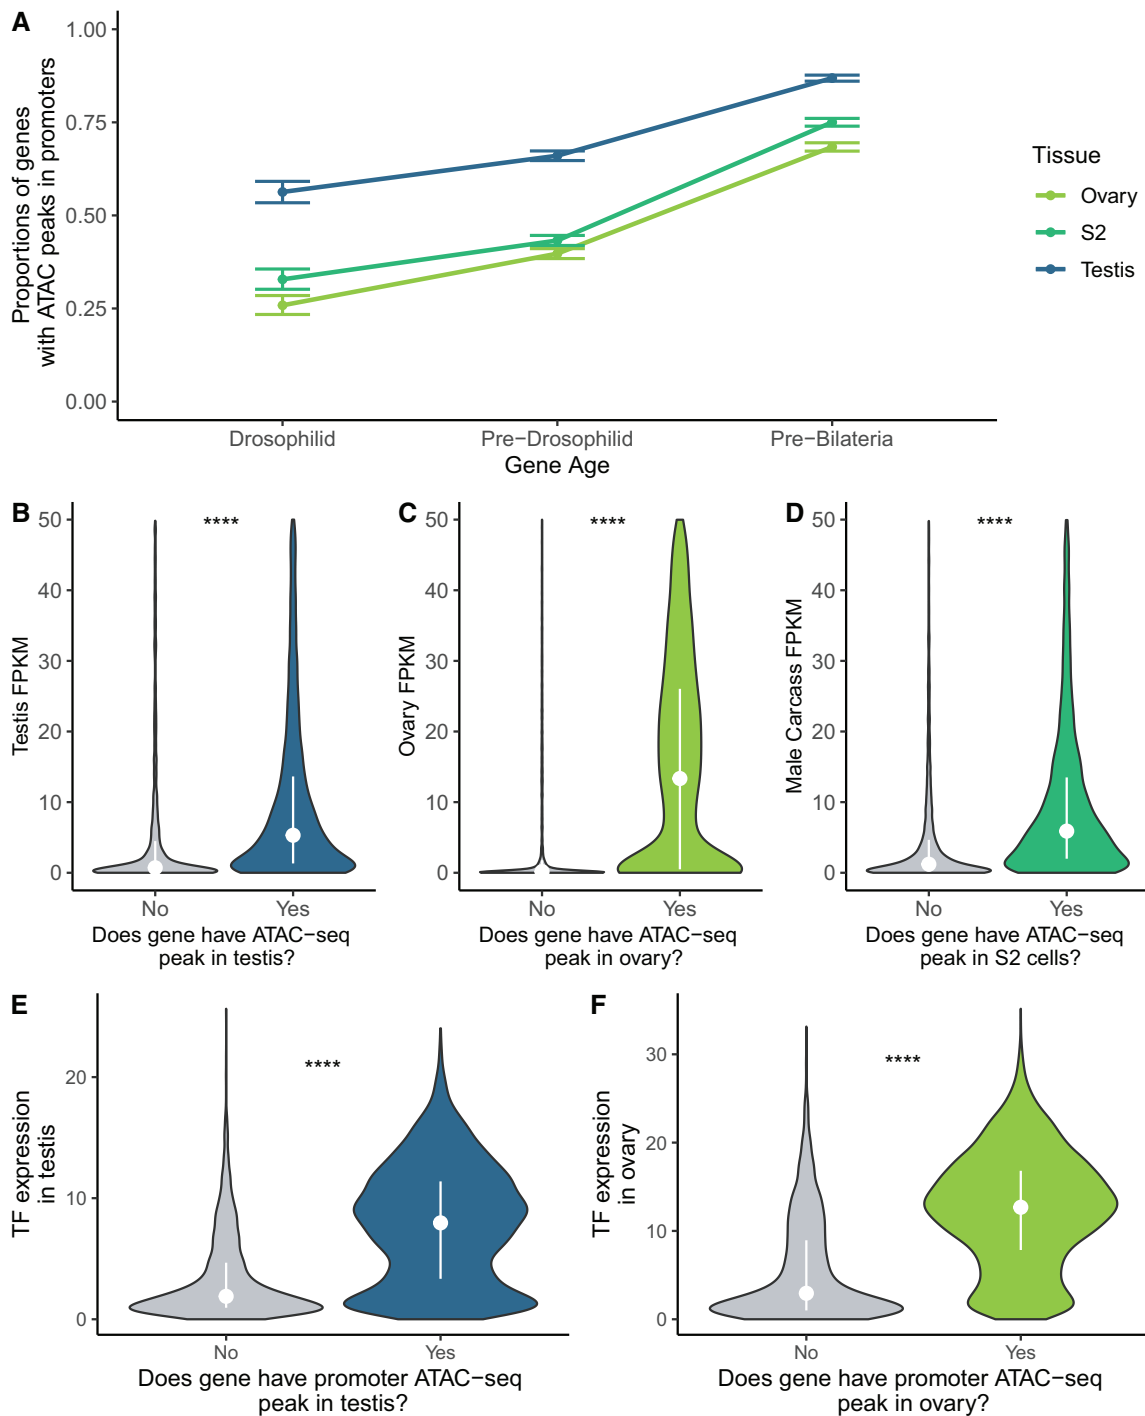 A
Proportions of genes
with ATAC peaks in promoters
1.00
0.75
0.50
0.25
0.00
Drosophilid
Pre−Drosophilid
Pre−Bilateria
Gene Age
Tissue
Ovary
S2
Testis
B
Testis FPKM
50
40
30
20
10
0
****
No
Yes
Does gene have ATAC−seq
peak in testis?
C
Ovary FPKM
50
40
30
20
10
0
****
No
Yes
Does gene have ATAC−seq
peak in ovary?
D
Male Carcass FPKM
50
40
30
20
10
0
****
No
Yes
Does gene have ATAC−seq
peak in S2 cells?
E
TF expression
in testis
20
10
0
****
No
Yes
Does gene have promoter ATAC−seq
peak in testis?
F
TF expression
in ovary
30
20
10
0
****
No
Yes
Does gene have promoter ATAC−seq
peak in ovary?